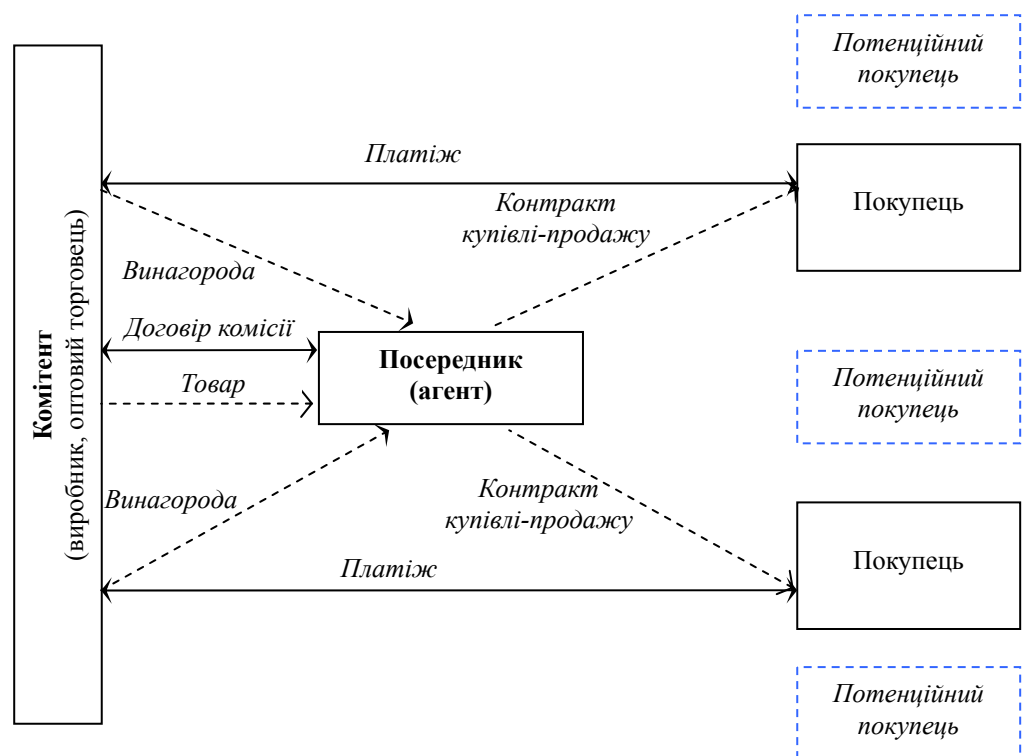 Потенційний
покупець
Платіж
Контракт
купівлі-продажу
Покупець
Винагорода
Комітент
(виробник, оптовий торговець)
Договір комісії
Посередник
(агент)
Товар
Потенційний
покупець
Винагорода
Контракт
купівлі-продажу
Платіж
Покупець
Потенційний
покупець